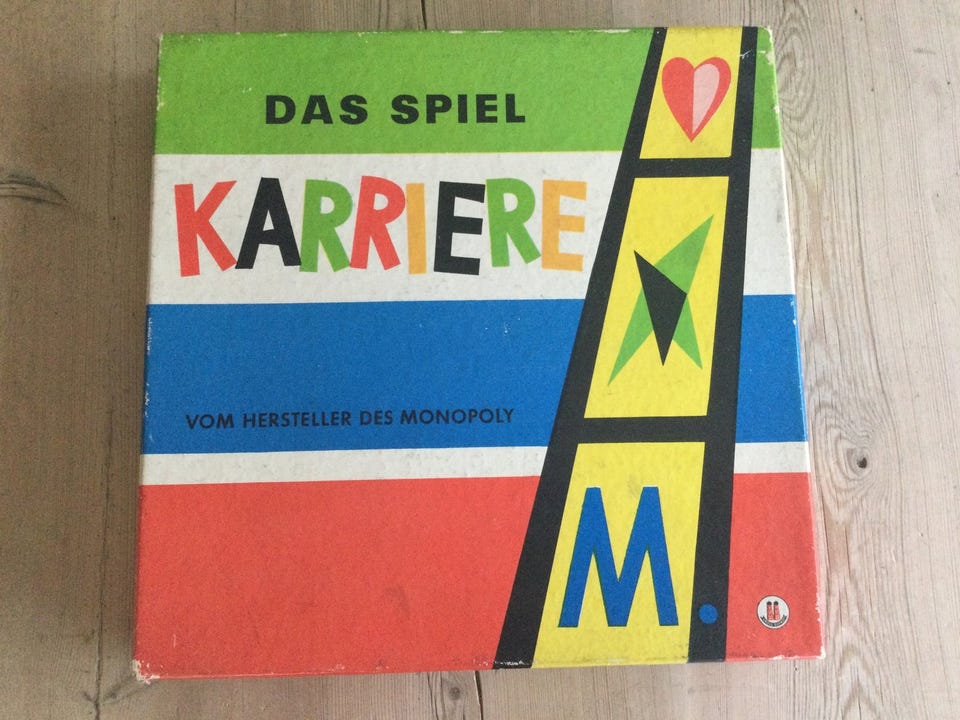 DAS SPIEL
KARRIERE
VOM HERSTELLER DES MONOPOLY
M.